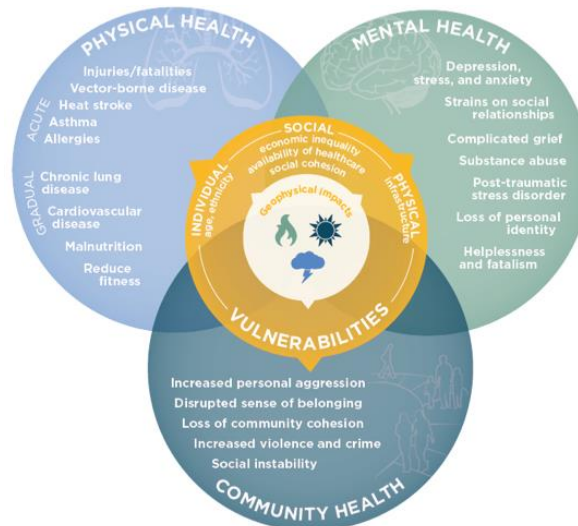 PHYSICAL HEALTH
ACUTE
Injuries/fatalities
Vector-borne disease
Heat stroke
Asthma
Allergies
GRADUAL
Chronic lung
disease
Cardiovascular
disease
Malnutrition
Reduce
fitness
MENTAL HEALTH
Depression,
stress, and anxiety
Strains on social
relationships
Complicated grief
Substance abuse
Post-traumatic
stress disorder
Loss of personal
identity
Helplessness
and fatalism
SOCIAL
economic inequality
availability of healthcare
social cohesion
INDIVIDUAL
age, ethnicity
PHYSICAL
infrastructure
Geophysical impacts
VULNERABILITIES
Increased personal aggression
Disrupted sense of belonging
Loss of community cohesion
Increased violence and crime
Social instability
COMMUNITY HEALTH